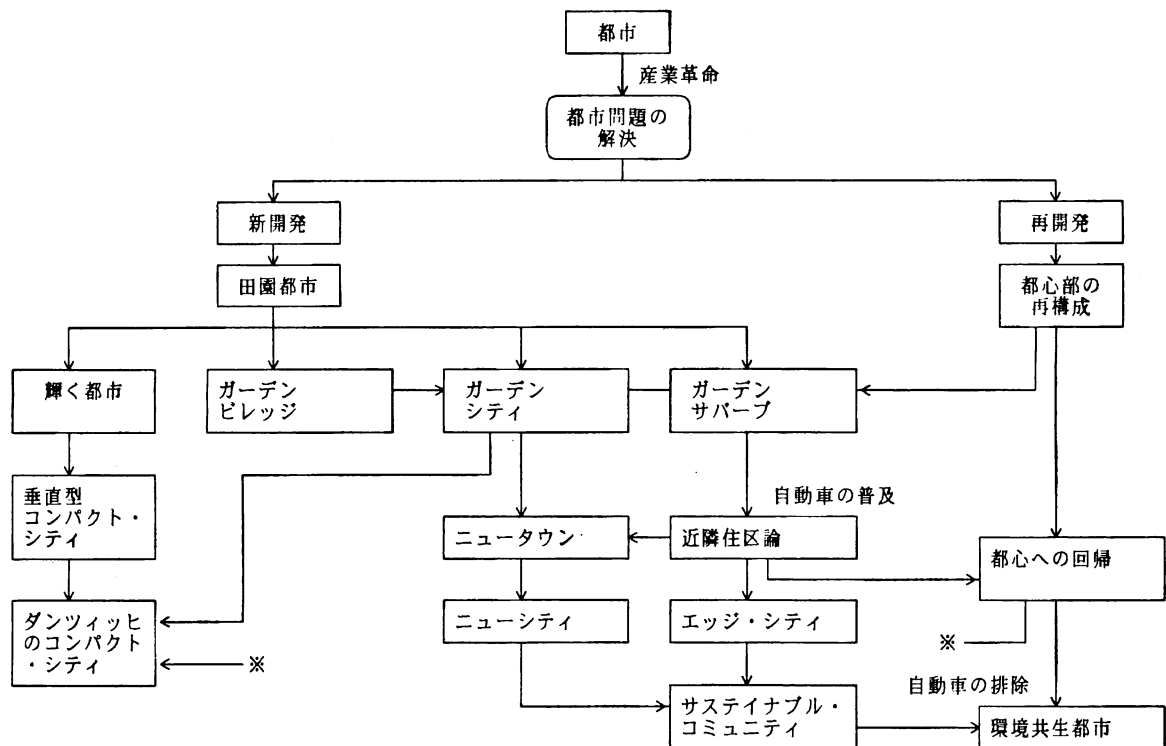 都市
産業革命
都市問題の
解決
新開発
再開発
田園都市
都心部の
再構成
輝く都市
ガーデン
ビレッジ
ガーデン
シティ
ガーデン
サバーブ
垂直型
コンパクト・
シティ
自動車の普及
ニュータウン
近隣住区論
都心への回帰
ダンツィッヒ
のコンパクト
・シティ
※
ニューシティ
エッジ・シティ
※
自動車の排除
サステイナブル・
コミュニティ
環境共生都市